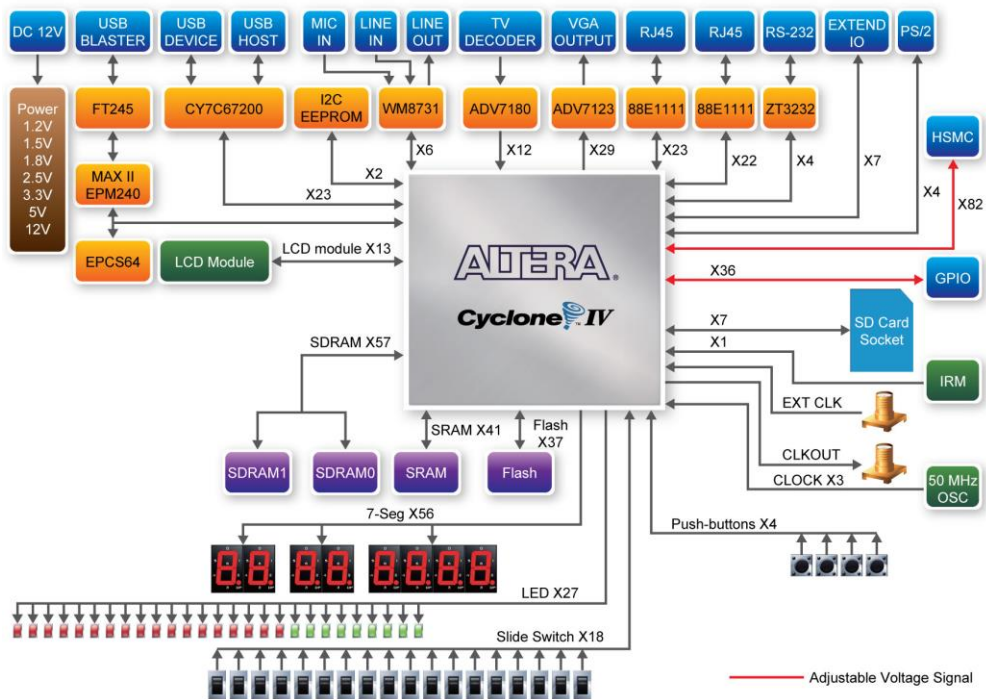 DC 12V
USB
BLASTER
USB
DEVICE
USB
HOST
MIC
IN
LINE
IN
LINE
OUT
TV
DECODER
VGA
OUTPUT
RJ45
RJ45
RS-232
EXTEND
IO
PS/2
Power
1.2V
1.5V
1.8V
2.5V
3.3V
5V
12V
FT245
CY7C67200
I2C
EEPROM
WM8731
ADV7180
ADV7123
88E1111
88E1111
ZT3232
HSMC
X6
X12
X29
X23
X22
X4
X7
X4
X82
X2
X23
MAX II
EPM240
EPCS64
LCD Module
LCD module X13
ALTERA®
Cyclone™ IV
X36
GPIO
X7
SD Card
Socket
X1
IRM
EXT CLK
CLKOUT
CLOCK X3
50 MHz
OSC
SDRAM X57
SRAM X41
Flash
X37
SDRAM1
SDRAM0
SRAM
Flash
7-Seg X56
88 88 8888
Push-buttons X4
LED X27
Slide Switch X18
Adjustable Voltage Signal